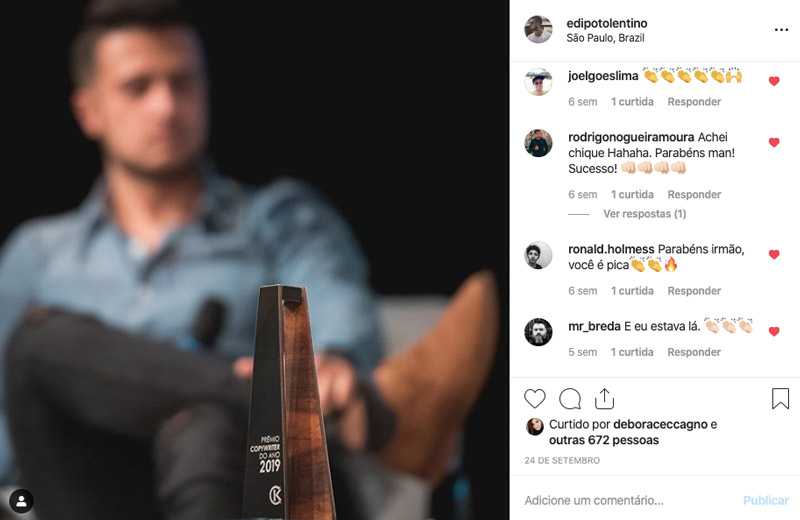 edipotolentino
São Paulo, Brazil
joelgoeslima 👏👏👏👏👏🙌
6 sem 1 curtida Responder
rodrigonogueiramoura Achei
chique Hahaha. Parabéns man!
Sucesso! 👊🏻👊🏻👊🏻👊🏻
6 sem 1 curtida Responder
Ver respostas (1)
ronald.holmess Parabéns irmão,
você é pica👏👏🔥
6 sem 1 curtida Responder
mr_breda E eu estava lá. 👏🏻👏🏻👏🏻
5 sem 1 curtida Responder
Curtido por deboraceccagno e
outras 672 pessoas
24 DE SETEMBRO
Adicione um comentário... Publicar
PRÊMIO
COPYWRITER
DO ANO
2019